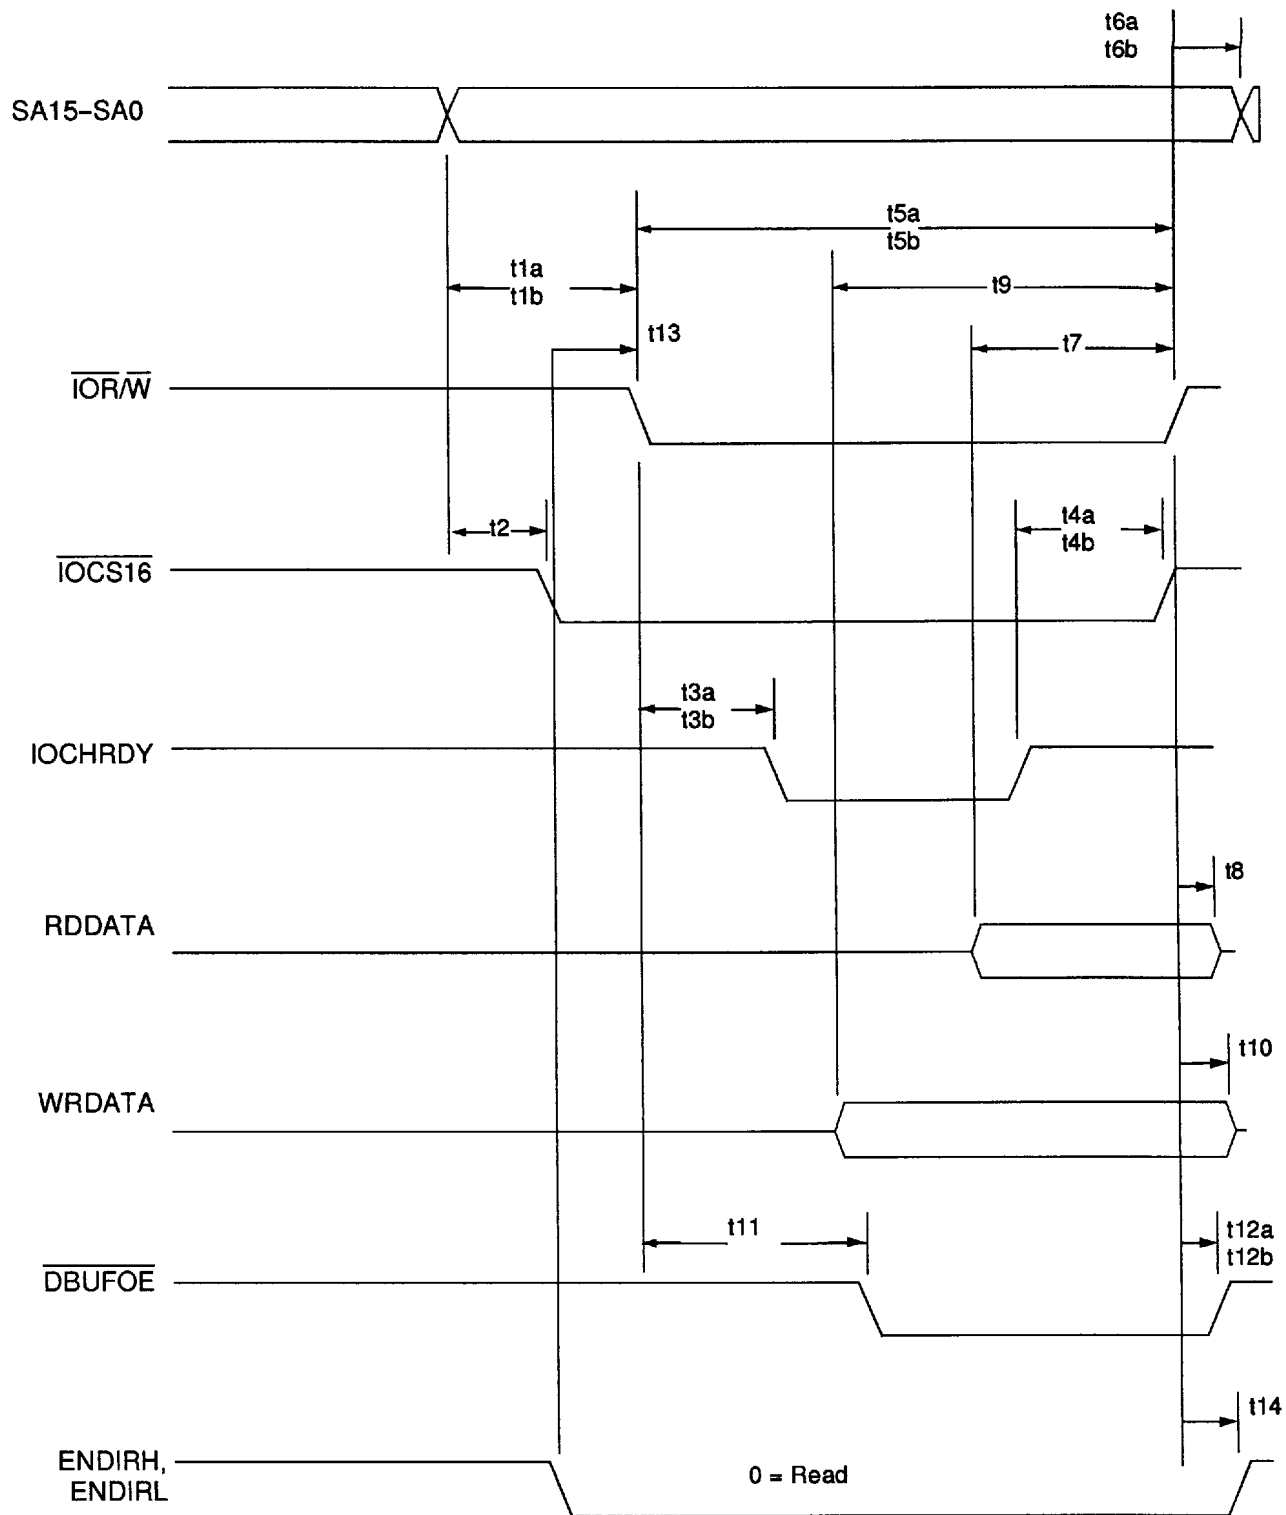 t6a
t6b
SA15–SA0
t5a
t5b
t1a
t1b
t9
t13
t7
IOR/W
t2
t4a
t4b
IOCS16
t3a
t3b
IOCHRDY
t8
RDDATA
t10
WRDATA
t11
t12a
t12b
DBUFOE
t14
ENDIRH,
ENDIRL
0 = Read